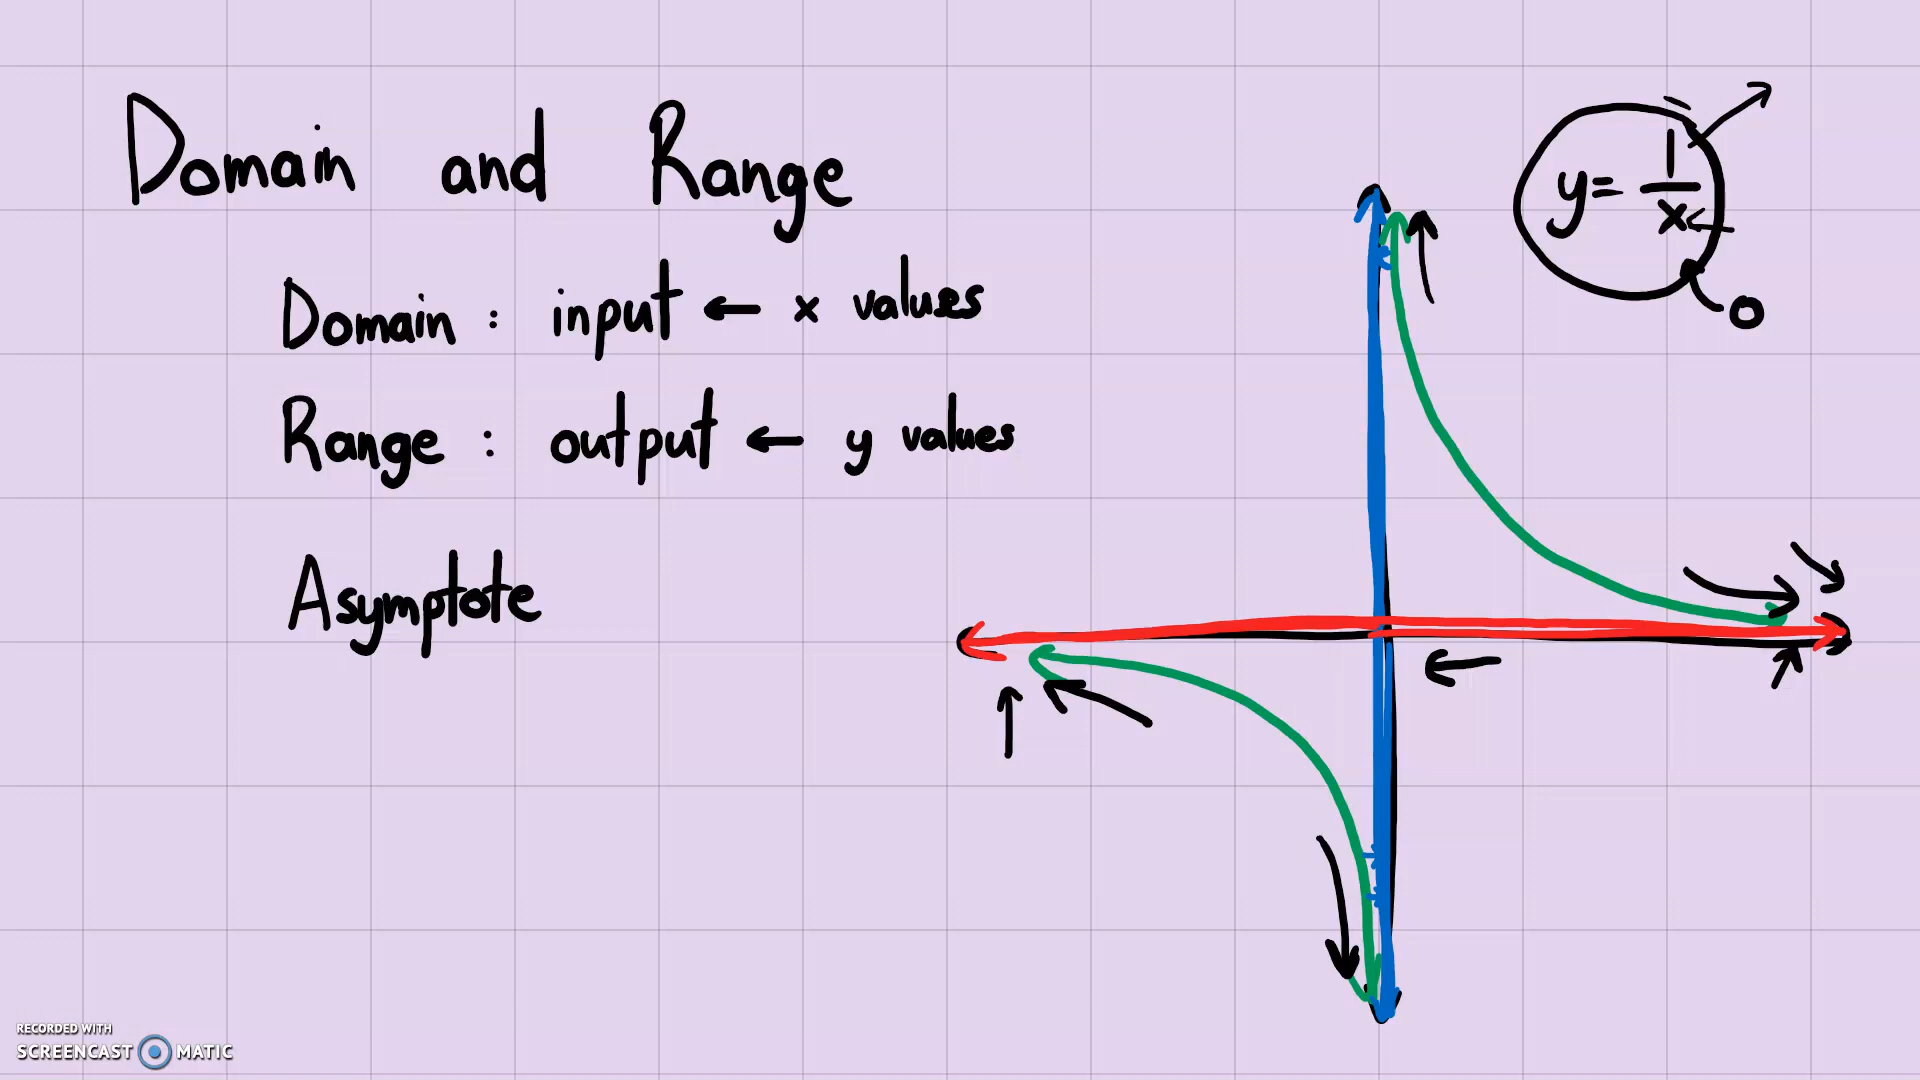 Domain and Range
Domain : input ← x values
Range : output ← y values
Asymptote
y = 1/x
0
RECORDED WITH
SCREENCAST MATIC